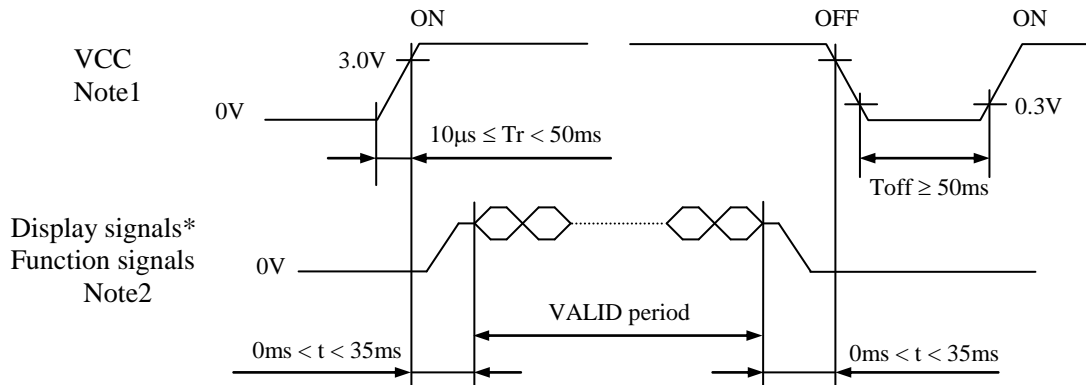 ON
OFF
ON
VCC
Note1
3.0V
0V
0.3V
10μs ≤ Tr < 50ms
Toff ≥ 50ms
Display signals*
Function signals
Note2
0V
VALID period
0ms < t < 35ms
0ms < t < 35ms